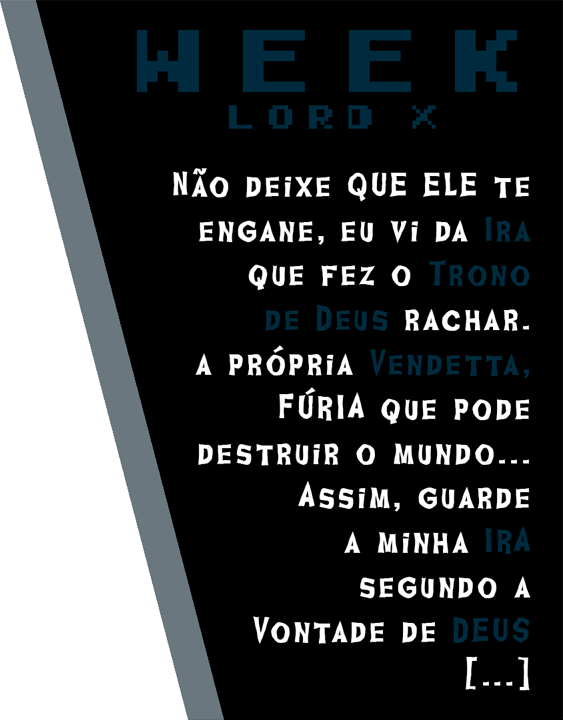 WEEK
LORD X
NÃO DEIXE QUE ELE TE
ENGANE, EU VI DA IRA
QUE FEZ O TRONO
DE DEUS RACHAR.
A PRÓPRIA VENDETTA,
FÚRIA QUE PODE
DESTRUIR O MUNDO...
ASSIM, GUARDE
A MINHA IRA
SEGUNDO A
VONTADE DE DEUS
[...]